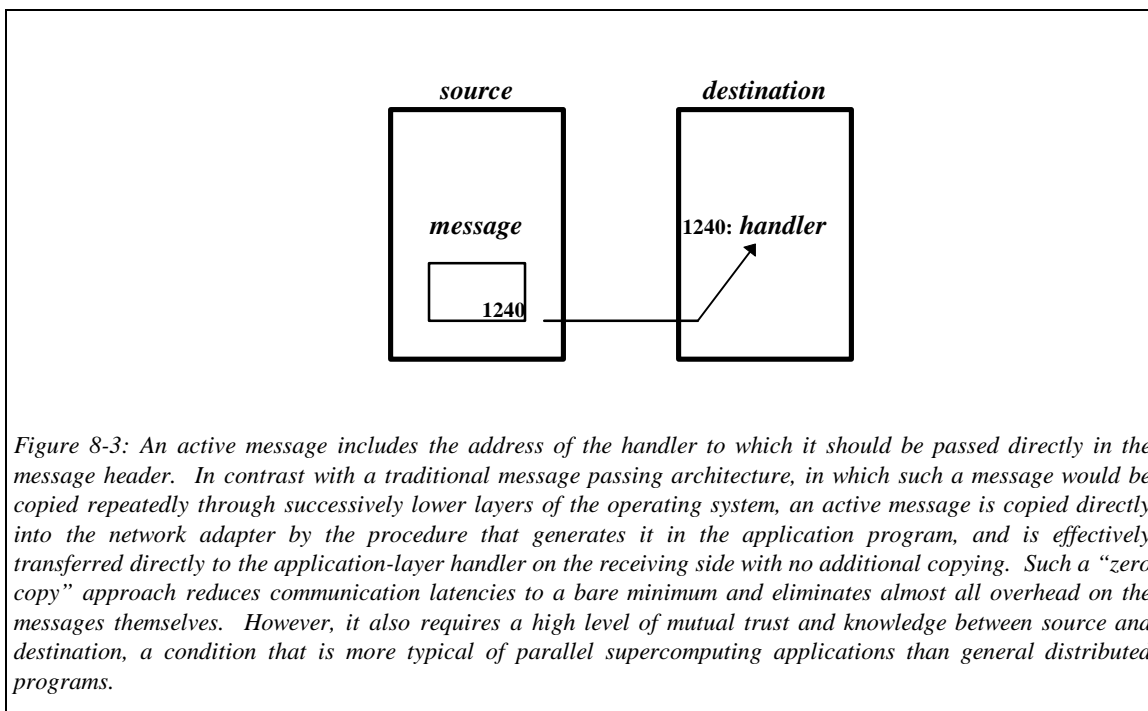 source destination
message 1240: handler
1240
Figure 8-3: An active message includes the address of the handler to which it should be passed directly in the
message header. In contrast with a traditional message passing architecture, in which such a message would be
copied repeatedly through successively lower layers of the operating system, an active message is copied directly
into the network adapter by the procedure that generates it in the application program, and is effectively
transferred directly to the application-layer handler on the receiving side with no additional copying. Such a “zero
copy” approach reduces communication latencies to a bare minimum and eliminates almost all overhead on the
messages themselves. However, it also requires a high level of mutual trust and knowledge between source and
destination, a condition that is more typical of parallel supercomputing applications than general distributed
programs.